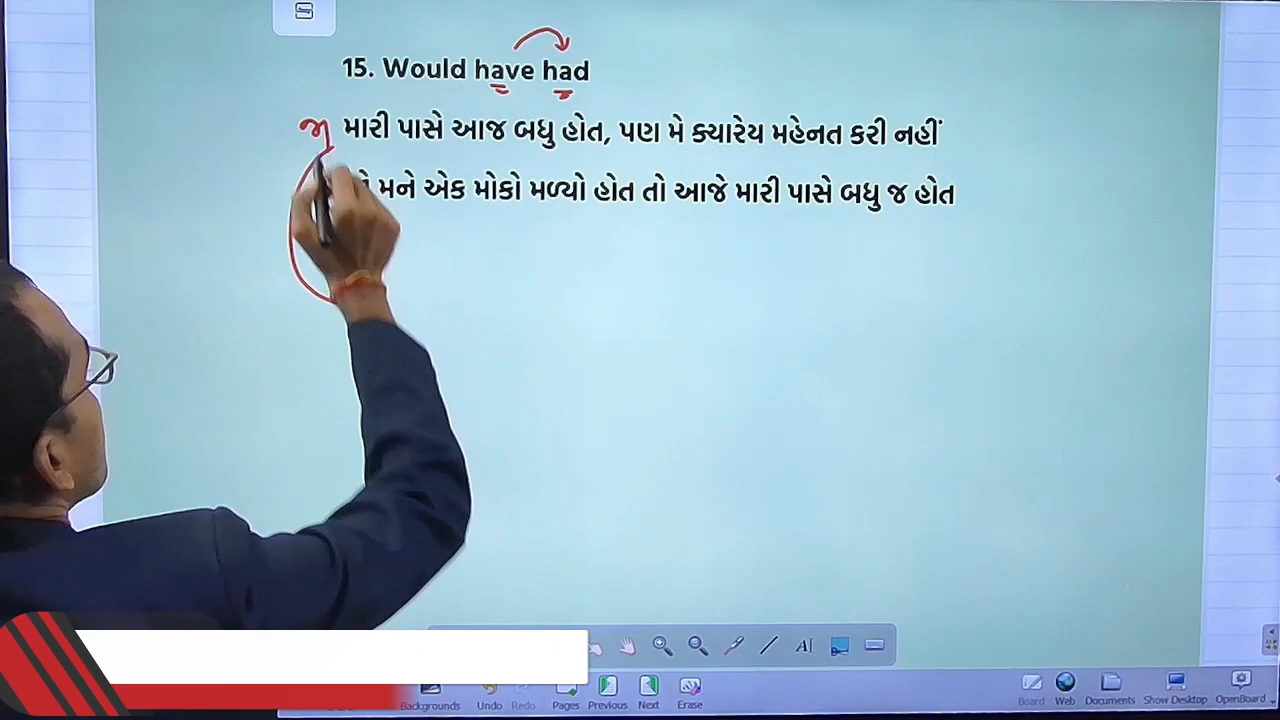 15. Would have had
મારી પાસે આજ બધુ હોત, પણ મે ક્યારેય મહેનત કરી નહીં
મને એક મોકો મળ્યો હોત તો આજે મારી પાસે બધુ જ હોત
AI
Backgrounds Undo Redo Pages Previous Next Erase Board Web Documents Show Desktop OpenBoard